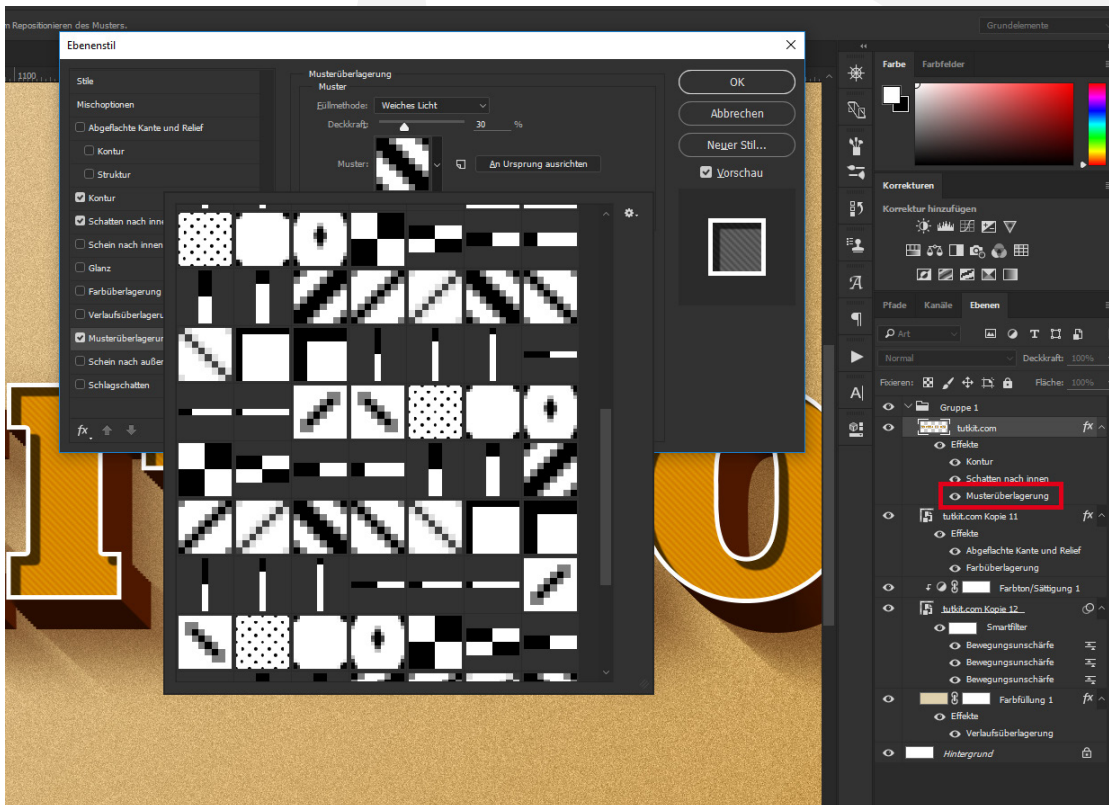 m Repositionieren des Musters.
Grundelemente
Ebenenstil
1100
Stile
Mischoptionen
Abgeflachte Kante und Relief
Kontur
Struktur
Kontur
Schatten nach inne
Schein nach innen
Glanz
Farbüberlagerung
Verlaufsüberlageru
Musterüberlagerun
Schein nach außer
Schlagschatten
fx
Musterüberlagerung
Muster
Füllmethode: Weiches Licht
Deckkraft: 30 %
Muster: An Ursprung ausrichten
OK
Abbrechen
Neuer Stil...
Vorschau
Farbe Farbfelder
Korrekturen
Korrektur hinzufügen
Pfade Kanäle Ebenen
Art
Normal Deckkraft: 100%
Fixieren: Fläche: 100%
Gruppe 1
tutkit.com fx
Effekte
Kontur
Schatten nach innen
Musterüberlagerung
tutkit.com Kopie 11 fx
Effekte
Abgeflachte Kante und Relief
Farbüberlagerung
Farbton/Sättigung 1
tutkit.com Kopie 12
Smartfilter
Bewegungsunschärfe
Bewegungsunschärfe
Bewegungsunschärfe
Farbfüllung 1 fx
Effekte
Verlaufsüberlagerung
Hintergrund